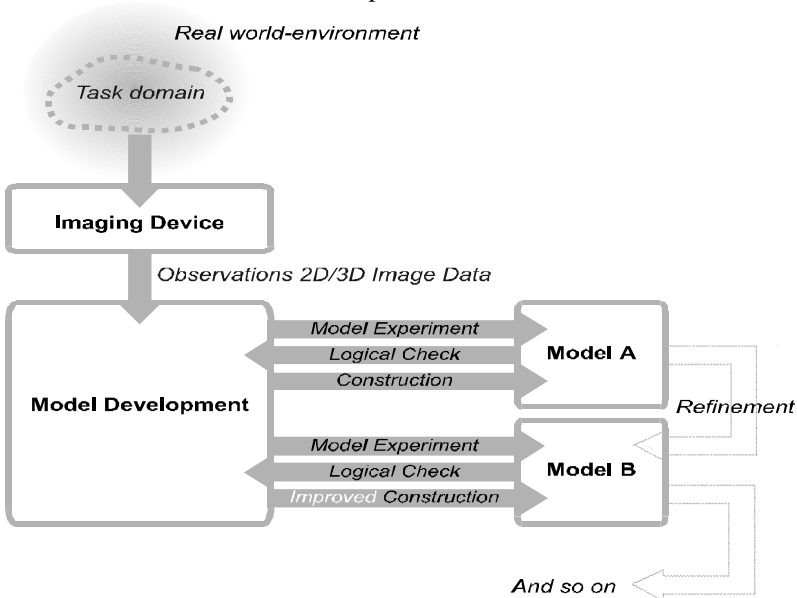 Real world-environment
Task domain
Imaging Device
Observations 2D/3D Image Data
Model Development
Model Experiment
Logical Check
Construction
Model A
Refinement
Model Experiment
Logical Check
Improved Construction
Model B
And so on